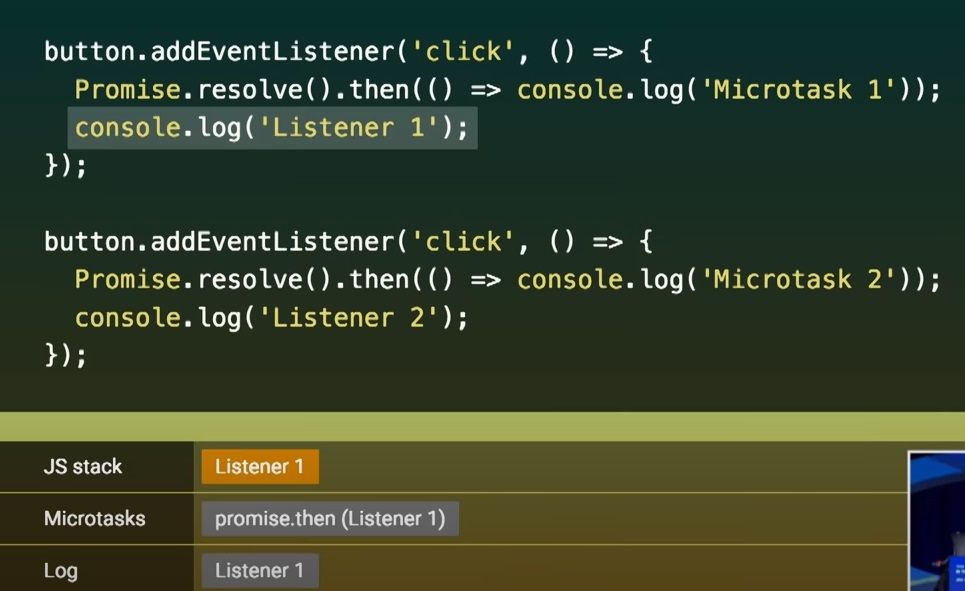 button.addEventListener('click', () => {
  Promise.resolve().then(() => console.log('Microtask 1'));
  console.log('Listener 1');
});
button.addEventListener('click', () => {
  Promise.resolve().then(() => console.log('Microtask 2'));
  console.log('Listener 2');
});
JS stack Listener 1
Microtasks promise.then (Listener 1)
Log Listener 1